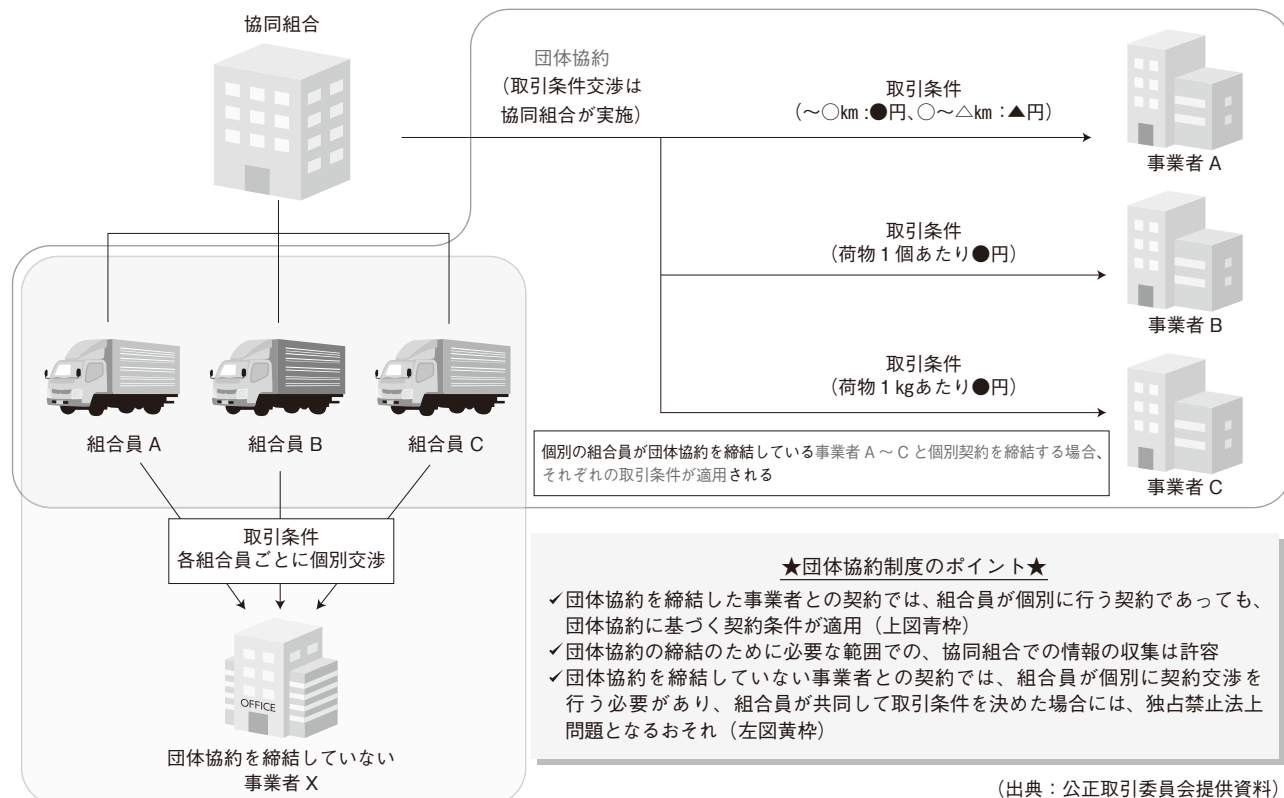 協同組合
団体協約
(取引条件交渉は
協同組合が実施)
取引条件
(～○km：●円、○～△km：▲円)
事業者 A
取引条件
(荷物 1 個あたり●円)
事業者 B
取引条件
(荷物 1 kgあたり●円)
事業者 C
組合員 A
組合員 B
組合員 C
個別の組合員が団体協約を締結している事業者 A ～ C と個別契約を締結する場合、
それぞれの取引条件が適用される
取引条件
各組合員ごとに個別交渉
OFFICE
団体協約を締結していない
事業者 X
★団体協約制度のポイント★
✓団体協約を締結した事業者との契約では、組合員が個別に行う契約であっても、
団体協約に基づく契約条件が適用（上図青枠）
✓団体協約の締結のために必要な範囲での、協同組合での情報の収集は許容
✓団体協約を締結していない事業者との契約では、組合員が個別に契約交渉を
行う必要があり、組合員が共同して取引条件を決めた場合には、独占禁止法上
問題となるおそれ（左図黄枠）
（出典：公正取引委員会提供資料）